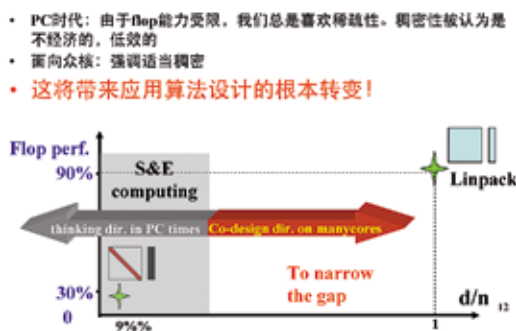 • PC时代：由于flop能力受限，我们总是喜欢稀疏性。稠密性被认为是
不经济的，低效的
• 面向众核：强调适当稠密
• 这将带来应用算法设计的根本转变！
Flop perf.
90%
S&E
computing
Linpack
thinking dir. in PC times
Co-design dir. on manycores
To narrow
the gap
30%
0
9%%
1
d/n
12